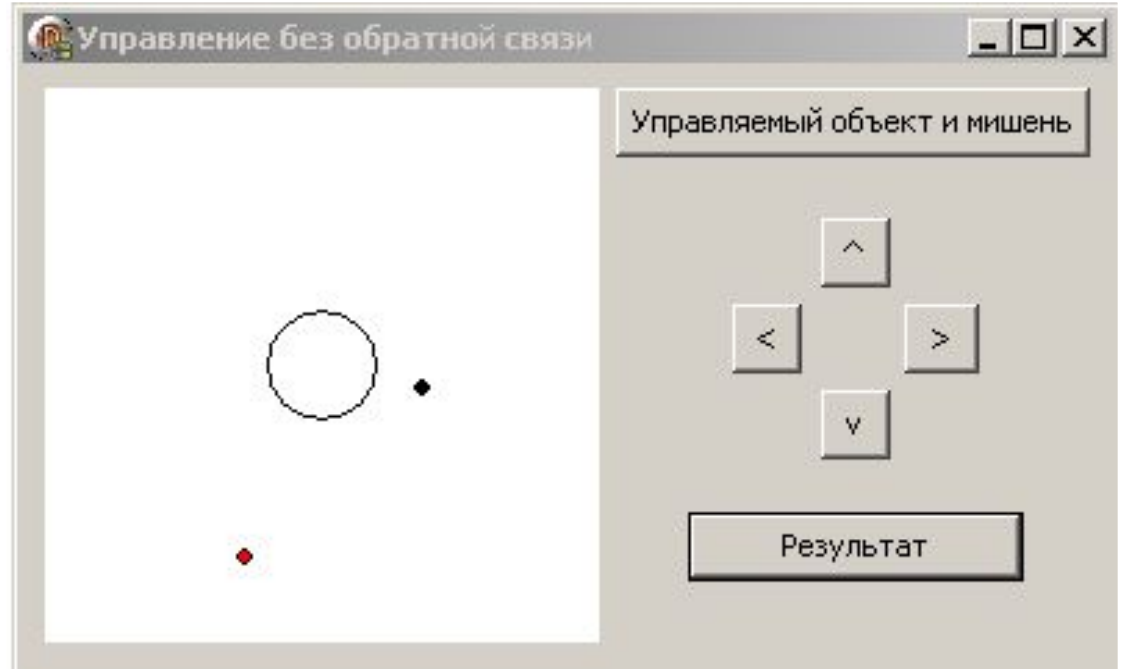 Управление без обратной связи
Управляемый объект и мишень
^
< >
v
Результат